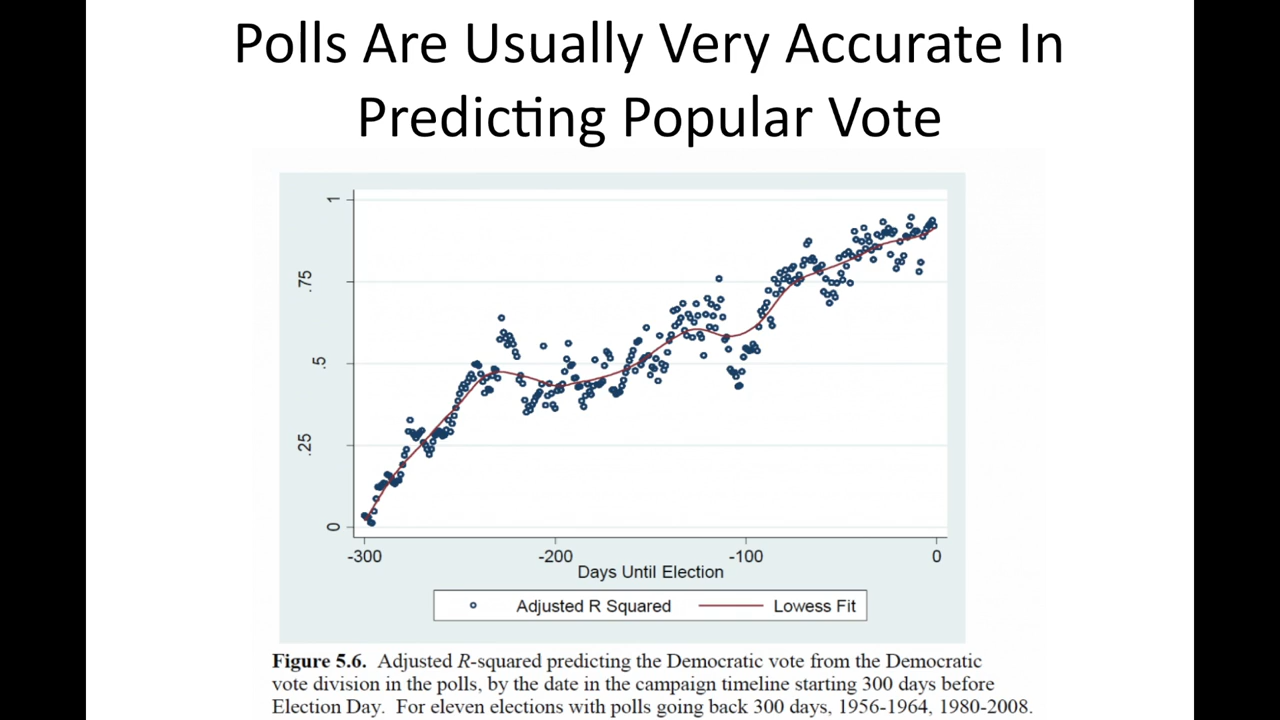 Polls Are Usually Very Accurate In
Predicting Popular Vote
1
.75
.5
.25
0
-300
-200
-100
0
Days Until Election
Adjusted R Squared
Lowess Fit
Figure 5.6. Adjusted R-squared predicting the Democratic vote from the Democratic
vote division in the polls, by the date in the campaign timeline starting 300 days before
Election Day. For eleven elections with polls going back 300 days, 1956-1964, 1980-2008.